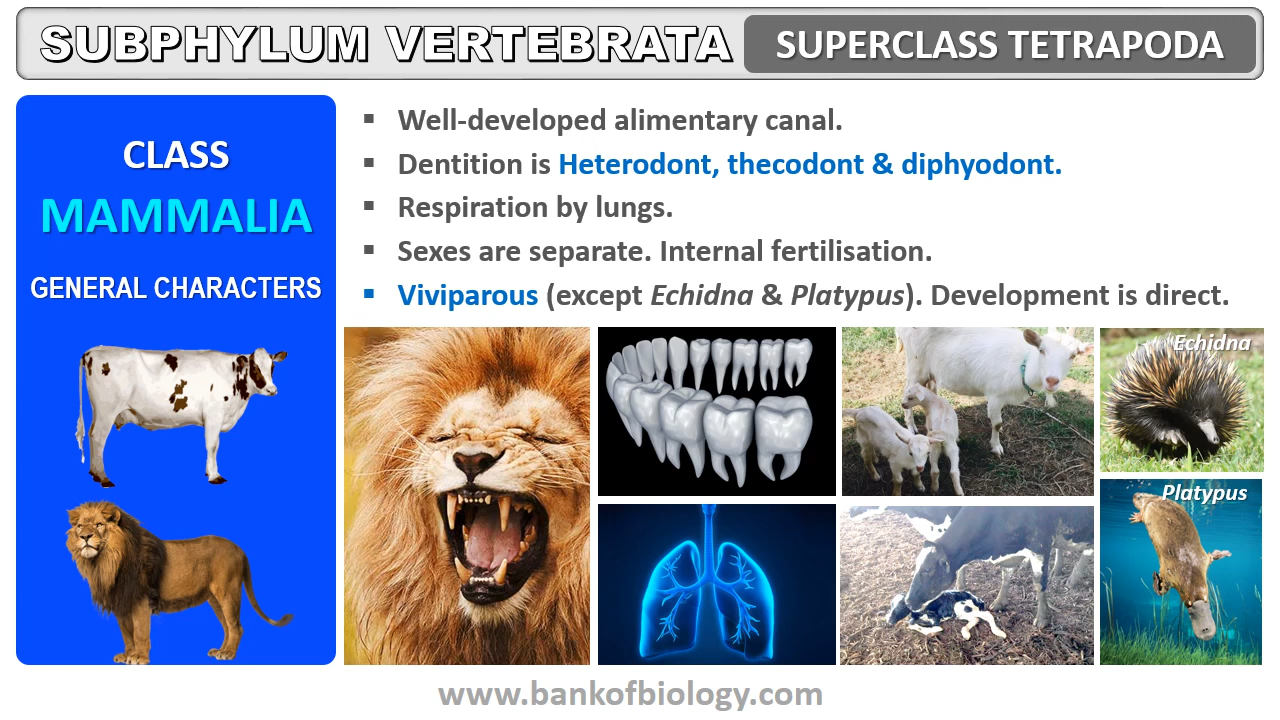 SUBPHYLUM VERTEBRATA
SUPERCLASS TETRAPODA
CLASS
MAMMALIA
GENERAL CHARACTERS
▪ Well-developed alimentary canal.
▪ Dentition is Heterodont, thecodont & diphyodont.
▪ Respiration by lungs.
▪ Sexes are separate. Internal fertilisation.
▪ Viviparous (except Echidna & Platypus). Development is direct.
Echidna
Platypus
www.bankofbiology.com